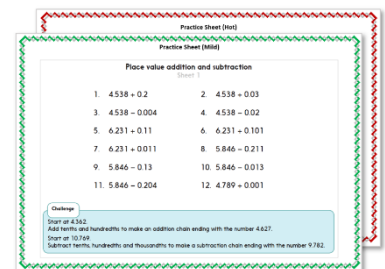 Practice Sheet (Hot)
Practice Sheet (Mild)
Place value addition and subtraction
Sheet 1
1. 4.538 + 0.2
2. 4.538 + 0.03
3. 4.538 – 0.004
4. 4.538 – 0.02
5. 6.231 + 0.11
6. 6.231 + 0.101
7. 6.231 + 0.011
8. 5.846 – 0.211
9. 5.846 – 0.13
10. 5.846 – 0.013
11. 5.846 – 0.204
12. 4.789 + 0.001
Challenge
Start at 4.362.
Add tenths and hundredths to make an addition chain ending with the number 4.627.
Start at 10.769.
Subtract tenths, hundredths and thousandths to make a subtraction chain ending with the number 9.782.